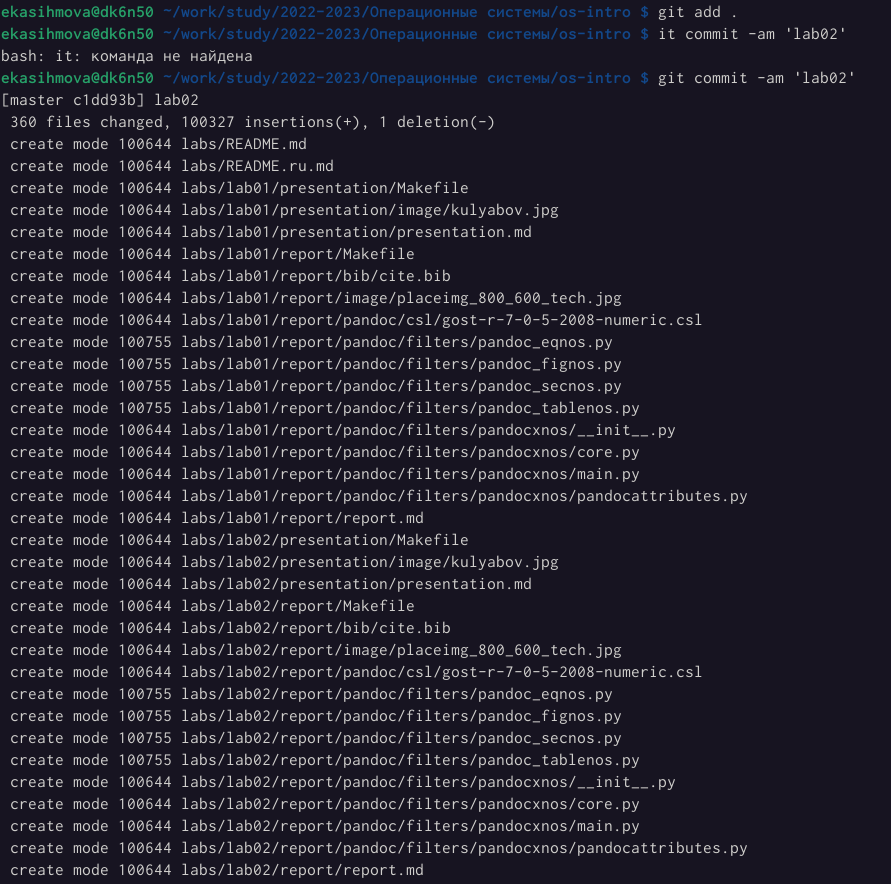 ekasihmova@dk6n50 ~/work/study/2022-2023/Операционные системы/os-intro $ git add .
ekasihmova@dk6n50 ~/work/study/2022-2023/Операционные системы/os-intro $ it commit -am 'lab02'
bash: it: команда не найдена
ekasihmova@dk6n50 ~/work/study/2022-2023/Операционные системы/os-intro $ git commit -am 'lab02'
[master c1dd93b] lab02
 360 files changed, 100327 insertions(+), 1 deletion(-)
 create mode 100644 labs/README.md
 create mode 100644 labs/README.ru.md
 create mode 100644 labs/lab01/presentation/Makefile
 create mode 100644 labs/lab01/presentation/image/kulyabov.jpg
 create mode 100644 labs/lab01/presentation/presentation.md
 create mode 100644 labs/lab01/report/Makefile
 create mode 100644 labs/lab01/report/bib/cite.bib
 create mode 100644 labs/lab01/report/image/placeimg_800_600_tech.jpg
 create mode 100644 labs/lab01/report/pandoc/csl/gost-r-7-0-5-2008-numeric.csl
 create mode 100755 labs/lab01/report/pandoc/filters/pandoc_eqnos.py
 create mode 100755 labs/lab01/report/pandoc/filters/pandoc_fignos.py
 create mode 100755 labs/lab01/report/pandoc/filters/pandoc_secnos.py
 create mode 100755 labs/lab01/report/pandoc/filters/pandoc_tablenos.py
 create mode 100644 labs/lab01/report/pandoc/filters/pandocxnos/__init__.py
 create mode 100644 labs/lab01/report/pandoc/filters/pandocxnos/core.py
 create mode 100644 labs/lab01/report/pandoc/filters/pandocxnos/main.py
 create mode 100644 labs/lab01/report/pandoc/filters/pandocxnos/pandocattributes.py
 create mode 100644 labs/lab01/report/report.md
 create mode 100644 labs/lab02/presentation/Makefile
 create mode 100644 labs/lab02/presentation/image/kulyabov.jpg
 create mode 100644 labs/lab02/presentation/presentation.md
 create mode 100644 labs/lab02/report/Makefile
 create mode 100644 labs/lab02/report/bib/cite.bib
 create mode 100644 labs/lab02/report/image/placeimg_800_600_tech.jpg
 create mode 100644 labs/lab02/report/pandoc/csl/gost-r-7-0-5-2008-numeric.csl
 create mode 100755 labs/lab02/report/pandoc/filters/pandoc_eqnos.py
 create mode 100755 labs/lab02/report/pandoc/filters/pandoc_fignos.py
 create mode 100755 labs/lab02/report/pandoc/filters/pandoc_secnos.py
 create mode 100755 labs/lab02/report/pandoc/filters/pandoc_tablenos.py
 create mode 100644 labs/lab02/report/pandoc/filters/pandocxnos/__init__.py
 create mode 100644 labs/lab02/report/pandoc/filters/pandocxnos/core.py
 create mode 100644 labs/lab02/report/pandoc/filters/pandocxnos/main.py
 create mode 100644 labs/lab02/report/pandoc/filters/pandocxnos/pandocattributes.py
 create mode 100644 labs/lab02/report/report.md